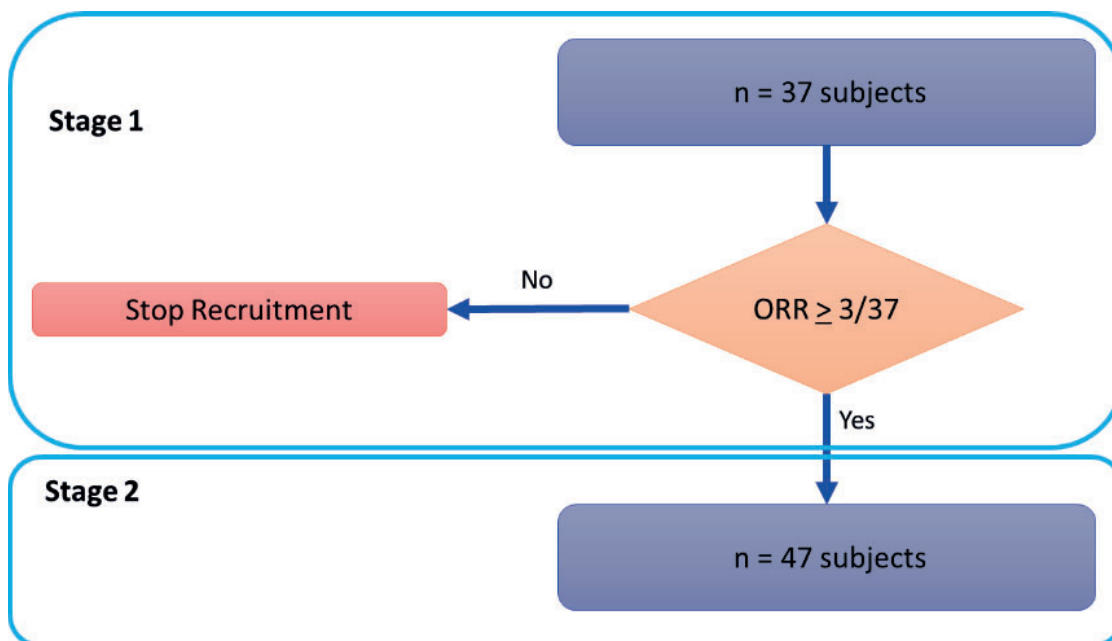 Stage 1
n = 37 subjects
ORR ≥ 3/37
No
Stop Recruitment
Yes
Stage 2
n = 47 subjects